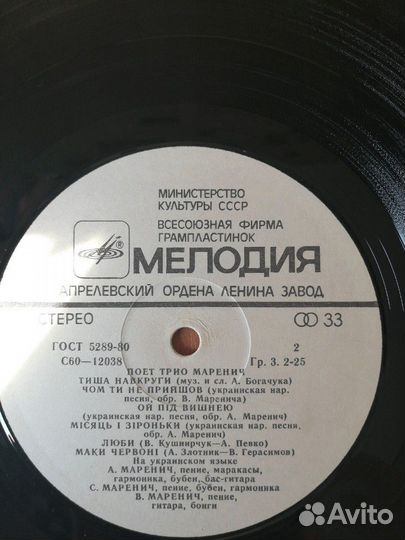 МИНИСТЕРСТВО
КУЛЬТУРЫ СССР
ВСЕСОЮЗНАЯ ФИРМА
ГРАМПЛАСТИНОК
МЕЛОДИЯ
АПРЕЛЕВСКИЙ ОРДЕНА ЛЕНИНА ЗАВОД
СТЕРЕО 33
ГОСТ 5289-80 2
С60—12038 Гр. 3. 2-25
ПОЕТ ТРИО МАРЕНИЧ
ТИША НАВКРУГИ (муз. и сл. А. Богачука)
ЧОМ ТИ НЕ ПРИЙШОВ (украинская нар.
песня, обр. В. Маренича)
ОЙ ПІД ВИШНЕЮ
(украинская нар. песня, обр. А. Маренич)
МІСЯЦЬ І ЗІРОНЬКИ (украинская нар.
песня, обр. А. Маренич)
ЛЮБИ (В. Кушнирчук—А. Певко)
МАКИ ЧЕРВОНІ (А. Злотник—В. Герасимов)
На украинском языке
А. МАРЕНИЧ, пение, маракасы,
гармоника, бубен, бас-гитара
С. МАРЕНИЧ, пение, бубен, гармоника
В. МАРЕНИЧ, пение,
гитара, бонги
Avito